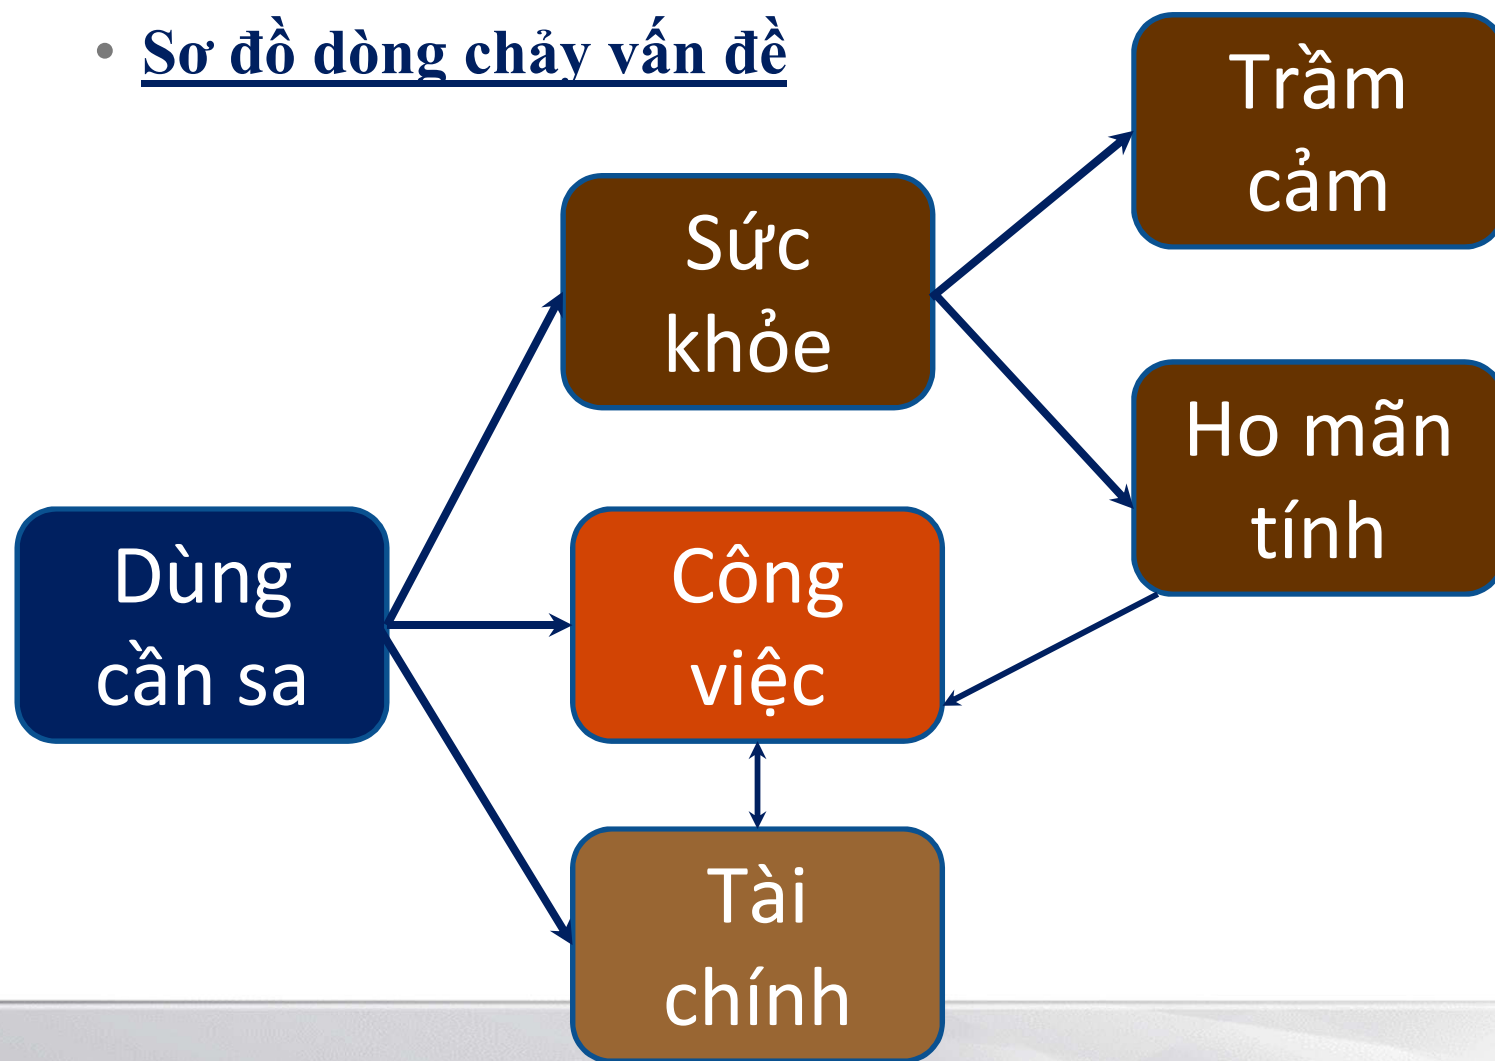 • Sơ đồ dòng chảy vấn đề
Trầm
cảm
Sức
khỏe
Ho mãn
tính
Dùng
cần sa
Công
việc
Tài
chính